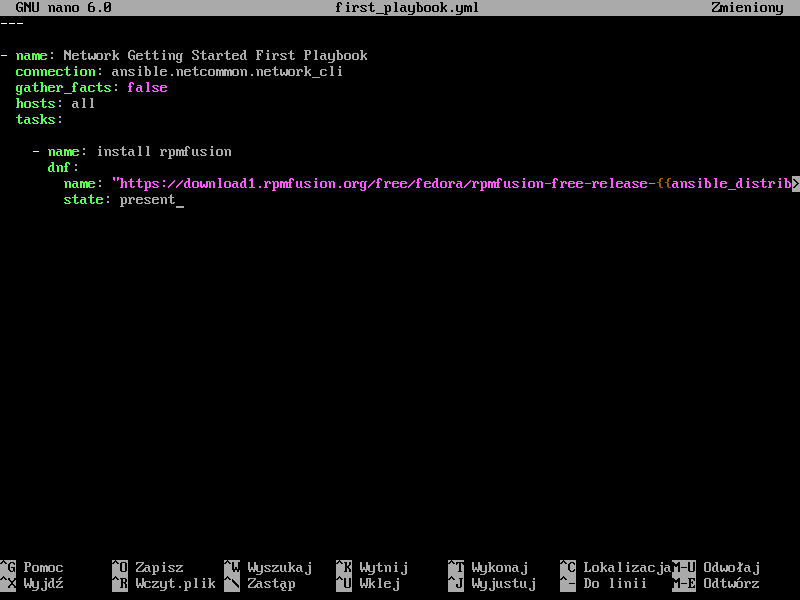 GNU nano 6.0 first_playbook.yml Zmieniony
---
- name: Network Getting Started First Playbook
connection: ansible.netcommon.network_cli
gather_facts: false
hosts: all
tasks:
- name: install rpmfusion
dnf:
name: "https://download1.rpmfusion.org/free/fedora/rpmfusion-free-release-{{ansible_distrib>
state: present_
^G Pomoc ^O Zapisz ^W Wyszukaj ^K Wytnij ^T Wykonaj ^C Lokalizacja M-U Odwołaj
^X Wyjdź ^R Wczyt.plik ^\ Zastąp ^U Wklej ^J Wyjustuj ^- Do linii M-E Odtwórz